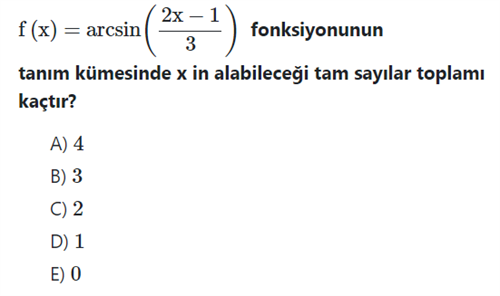 f (x) = arcsin( (2x − 1)/3 ) fonksiyonunun
tanım kümesinde x in alabileceği tam sayılar toplamı
kaçtır?
A) 4
B) 3
C) 2
D) 1
E) 0